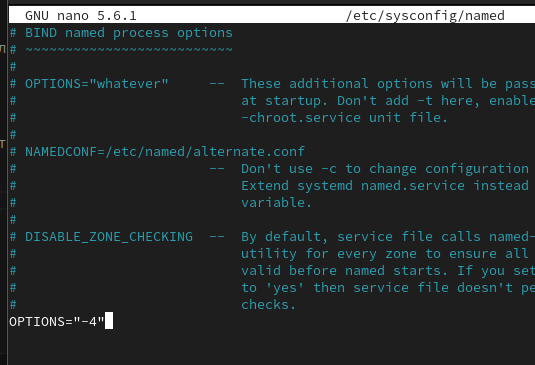 GNU nano 5.6.1 /etc/sysconfig/named
# BIND named process options
# ~~~~~~~~~~~~~~~~~~~~~~~~~~
#
# OPTIONS="whatever" -- These additional options will be pass
# at startup. Don't add -t here, enable
# -chroot.service unit file.
#
# NAMEDCONF=/etc/named/alternate.conf
# -- Don't use -c to change configuration
# Extend systemd named.service instead
# variable.
#
# DISABLE_ZONE_CHECKING -- By default, service file calls named-
# utility for every zone to ensure all
# valid before named starts. If you set
# to 'yes' then service file doesn't pe
# checks.
OPTIONS="-4"